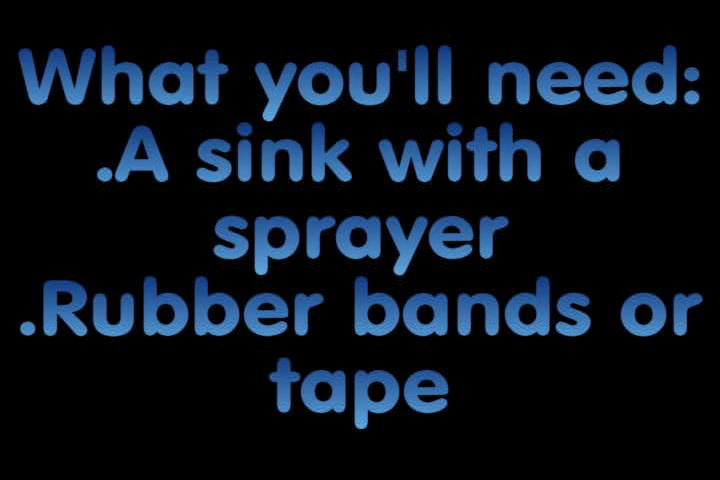 What you'll need:
.A sink with a
sprayer
.Rubber bands or
tape